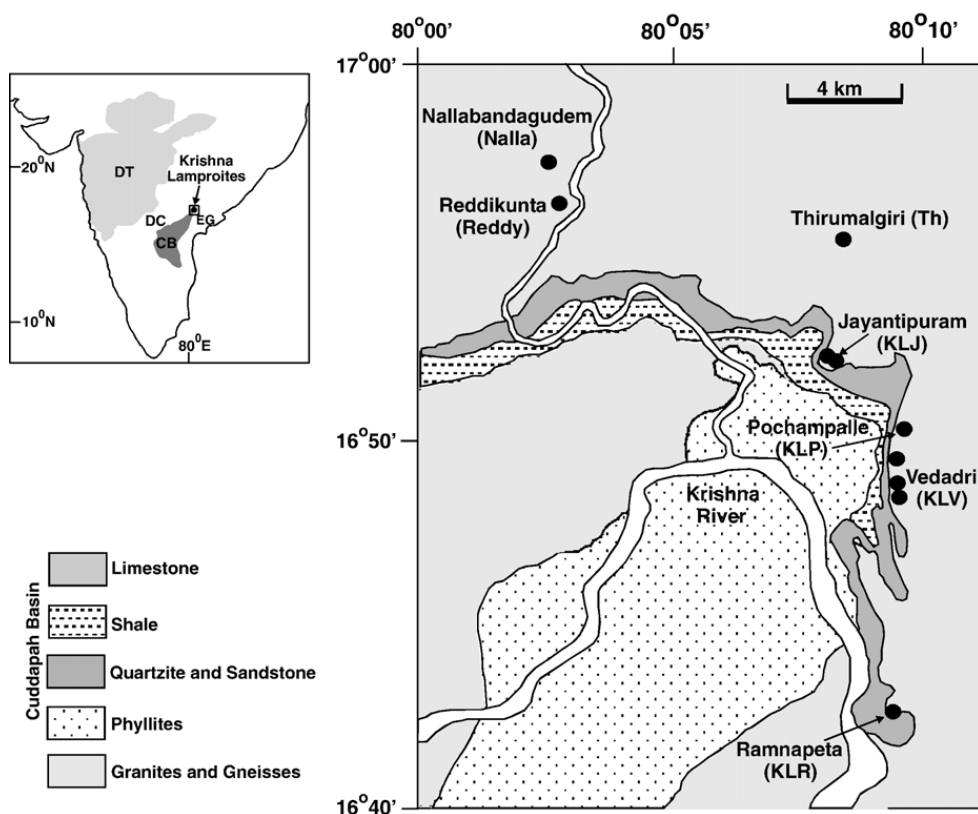 80°00'
80°05'
80°10'
17°00'
4 km
Nallabandagudem
(Nalla)
Reddikunta
(Reddy)
Thirumalgiri (Th)
Jayantipuram
(KLJ)
Pochampalle
(KLP)
16°50'
Vedadri
(KLV)
Krishna
River
Ramnapeta
(KLR)
16°40'
20°N
Krishna
Lamproites
DT
DC
EG
CB
10°N
80°E
Cuddapah Basin
Limestone
Shale
Quartzite and Sandstone
Phyllites
Granites and Gneisses